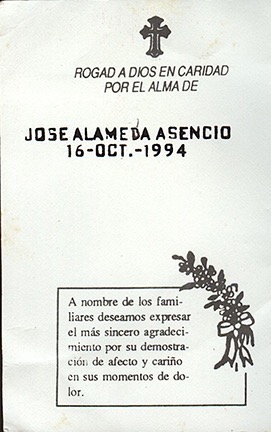 ROGAD A DIOS EN CARIDAD
POR EL ALMA DE
JOSE ALAMEDA ASENCIO
16-OCT.-1994
A nombre de los fami-
liares deseamos expresar
el más sincero agradeci-
miento por su demostra-
ción de afecto y cariño
en sus momentos de do-
lor.